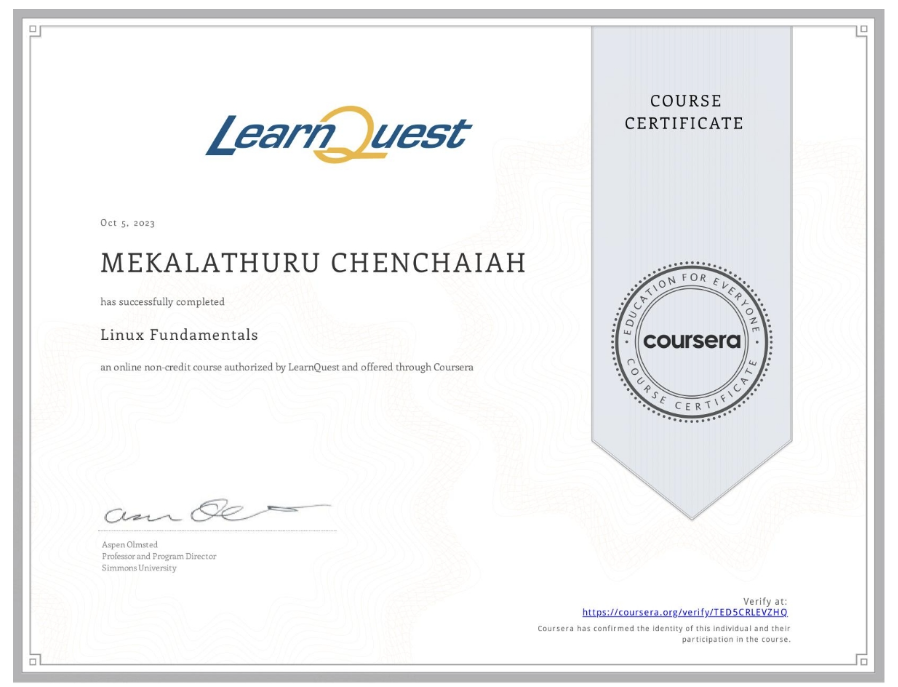 LearnQuest
COURSE
CERTIFICATE
Oct 5, 2023
MEKALATHURU CHENCHAIAH
has successfully completed
Linux Fundamentals
an online non-credit course authorized by LearnQuest and offered through Coursera
EDUCATION FOR EVERYONE
coursera
COURSE CERTIFICATE
Aspen Olmsted
Professor and Program Director
Simmons University
Verify at:
https://coursera.org/verify/TED5CRLEVZHQ
Coursera has confirmed the identity of this individual and their
participation in the course.